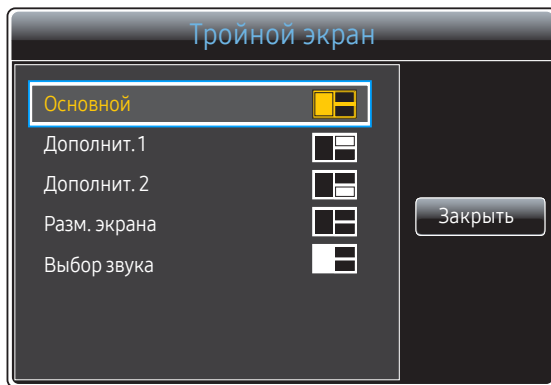 Тройной экран
Основной
Дополнит. 1
Дополнит. 2
Разм. экрана
Выбор звука
Закрыть